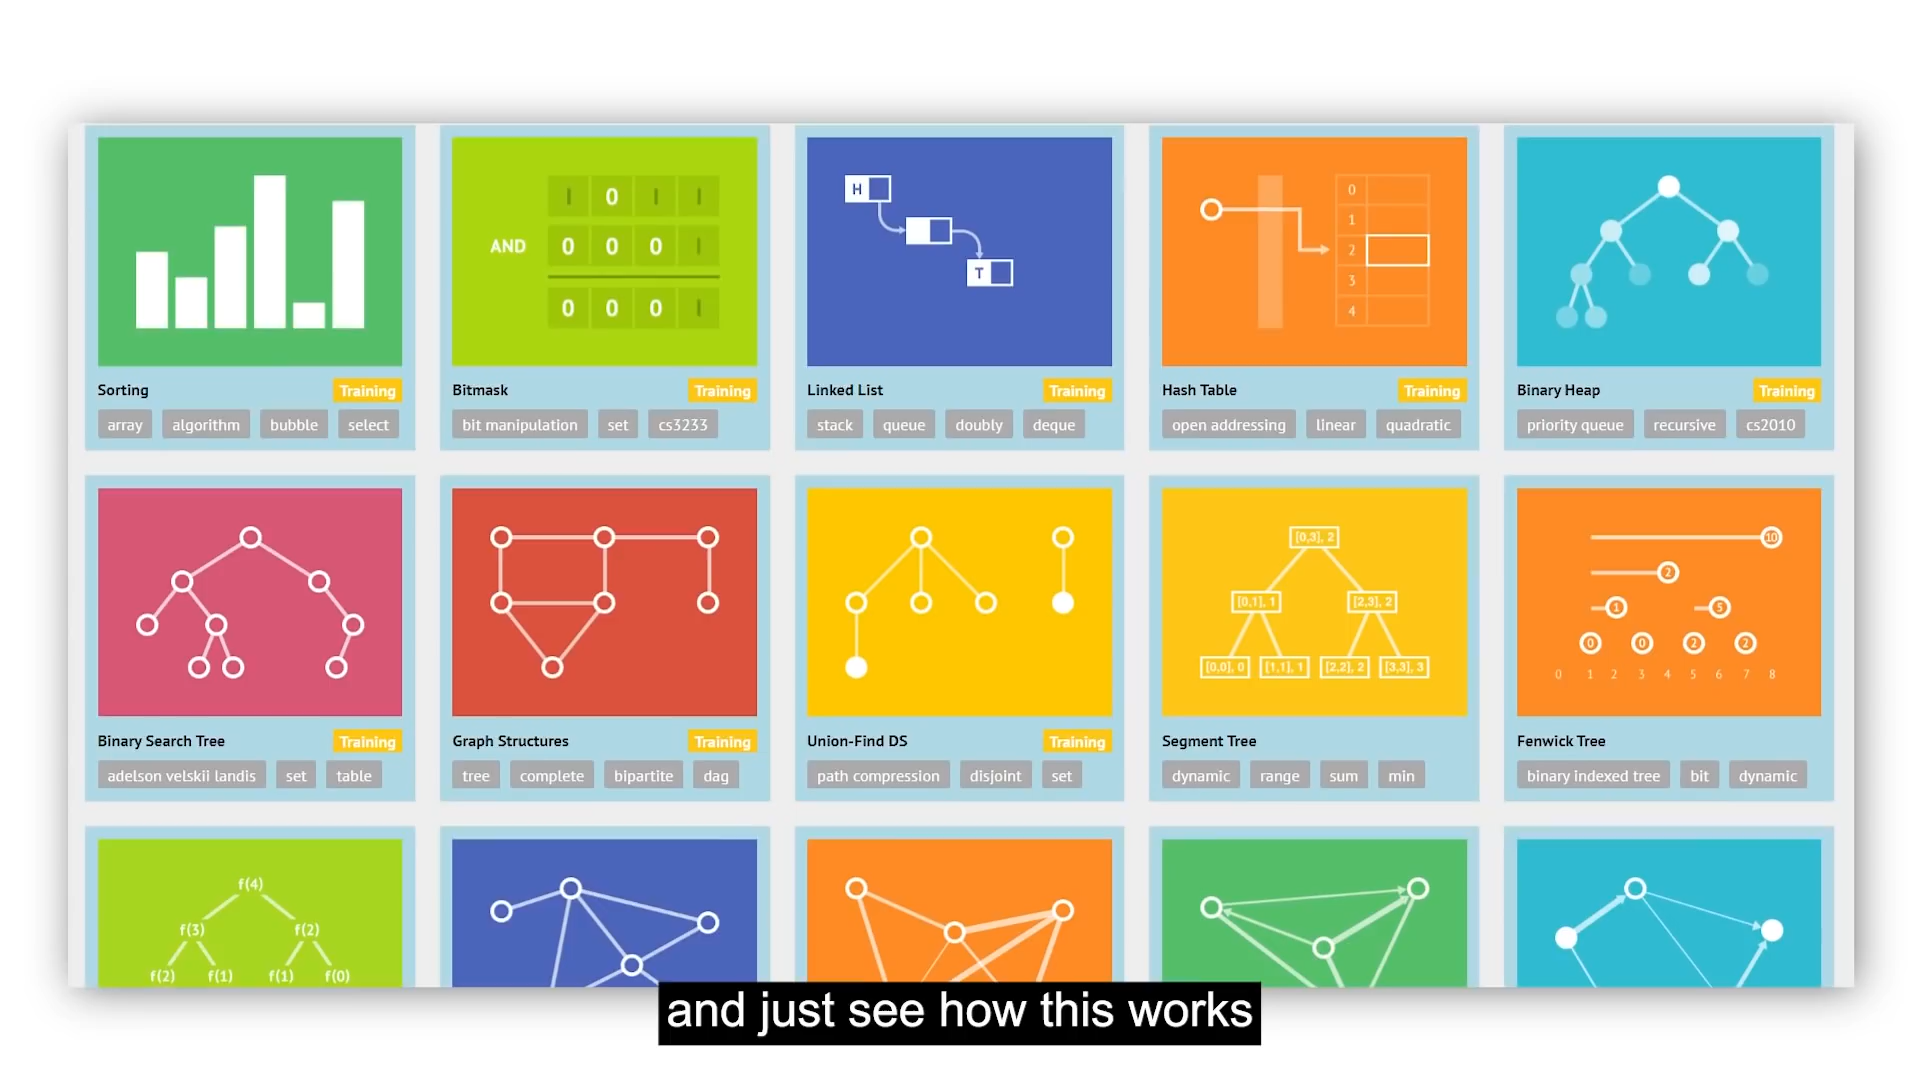 I 0 I I
AND 0 0 0 I
0 0 0 I
H
T
0
1
2
3
4
Sorting Training
array algorithm bubble select
Bitmask Training
bit manipulation set cs3233
Linked List Training
stack queue doubly deque
Hash Table Training
open addressing linear quadratic
Binary Heap Training
priority queue recursive cs2010
[0,3], 2
[0,1], 1 [2,3], 2
[0,0], 0 [1,1], 1 [2,2], 2 [3,3], 3
10
2
1 5
0 0 2 2
0 1 2 3 4 5 6 7 8
Binary Search Tree Training
adelson velskii landis set table
Graph Structures Training
tree complete bipartite dag
Union-Find DS Training
path compression disjoint set
Segment Tree
dynamic range sum min
Fenwick Tree
binary indexed tree bit dynamic
f(4)
f(3) f(2)
f(2) f(1) f(1) f(0)
and just see how this works